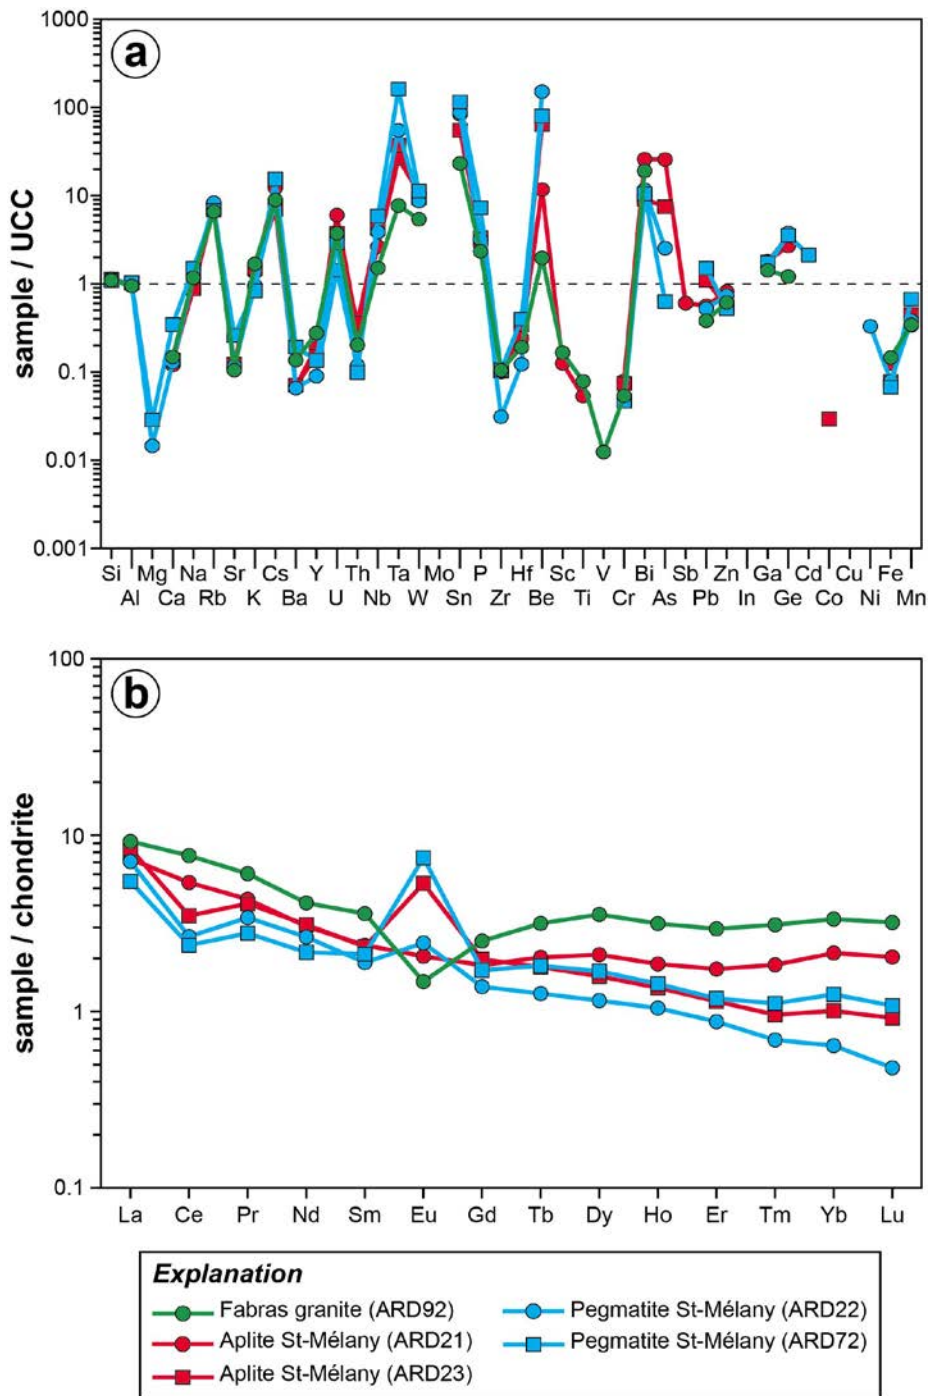 a
1000
100
10
1
0.1
0.01
0.001
sample / UCC
Si Mg Na Sr Cs Y Th Ta Mo P Hf Sc V Bi Sb Zn Ga Cd Cu Fe
Al Ca Rb K Ba U Nb W Sn Zr Be Ti Cr As Pb In Ge Co Ni Mn
b
100
10
1
0.1
sample / chondrite
La Ce Pr Nd Sm Eu Gd Tb Dy Ho Er Tm Yb Lu
Explanation
Fabras granite (ARD92)
Pegmatite St-Mélany (ARD22)
Aplite St-Mélany (ARD21)
Pegmatite St-Mélany (ARD72)
Aplite St-Mélany (ARD23)